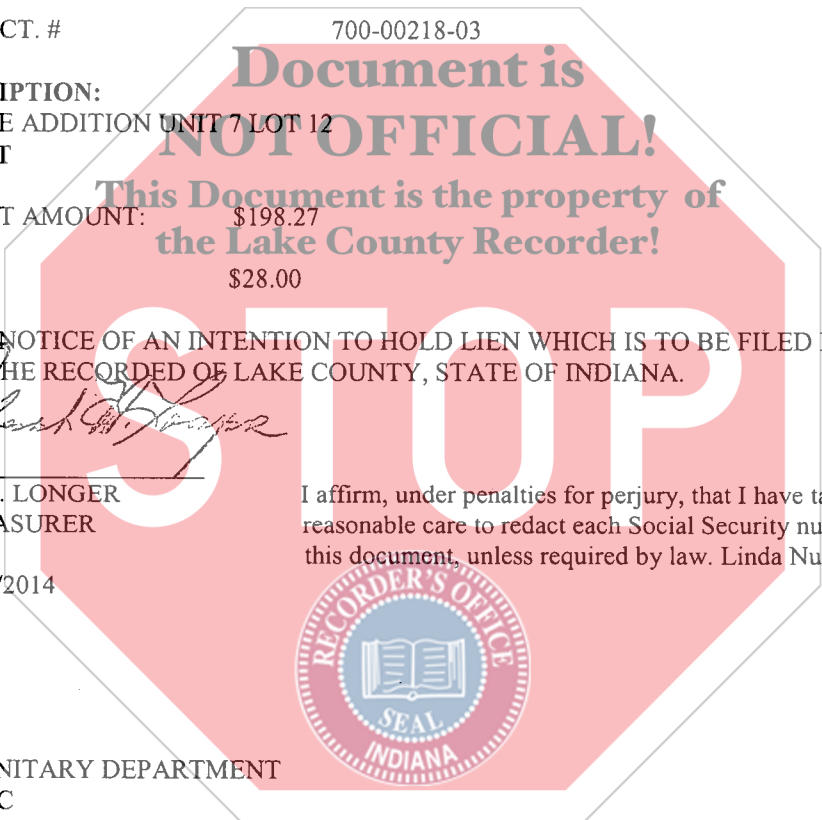 CT. # 700-00218-03
Document is
IPTION:
E ADDITION UNIT 7 LOT 12
NOT OFFICIAL!
T
This Document is the property of
T AMOUNT: $198.27
the Lake County Recorder!
$28.00
STOP
NOTICE OF AN INTENTION TO HOLD LIEN WHICH IS TO BE FILED
HE RECORDED OF LAKE COUNTY, STATE OF INDIANA.
. LONGER
ASURER
I affirm, under penalties for perjury, that I have ta
reasonable care to redact each Social Security nu
this document, unless required by law. Linda Nu
/2014
RECORDER'S OFFICE
SEAL
INDIANA
NITARY DEPARTMENT
C